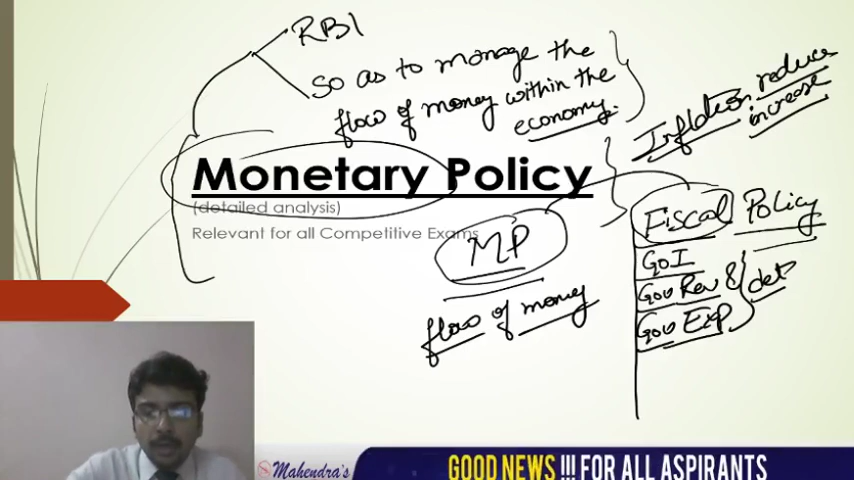 RBI
so as to manage the
flow of money within the
economy.
Inflation reduce
increase
Monetary Policy
(detailed analysis)
Relevant for all Competitive Exams
MP
flow of money
Fiscal Policy
GoI
Gov Rev &
Gov Exp
det
Mahendra's
GOOD NEWS !!! FOR ALL ASPIRANTS